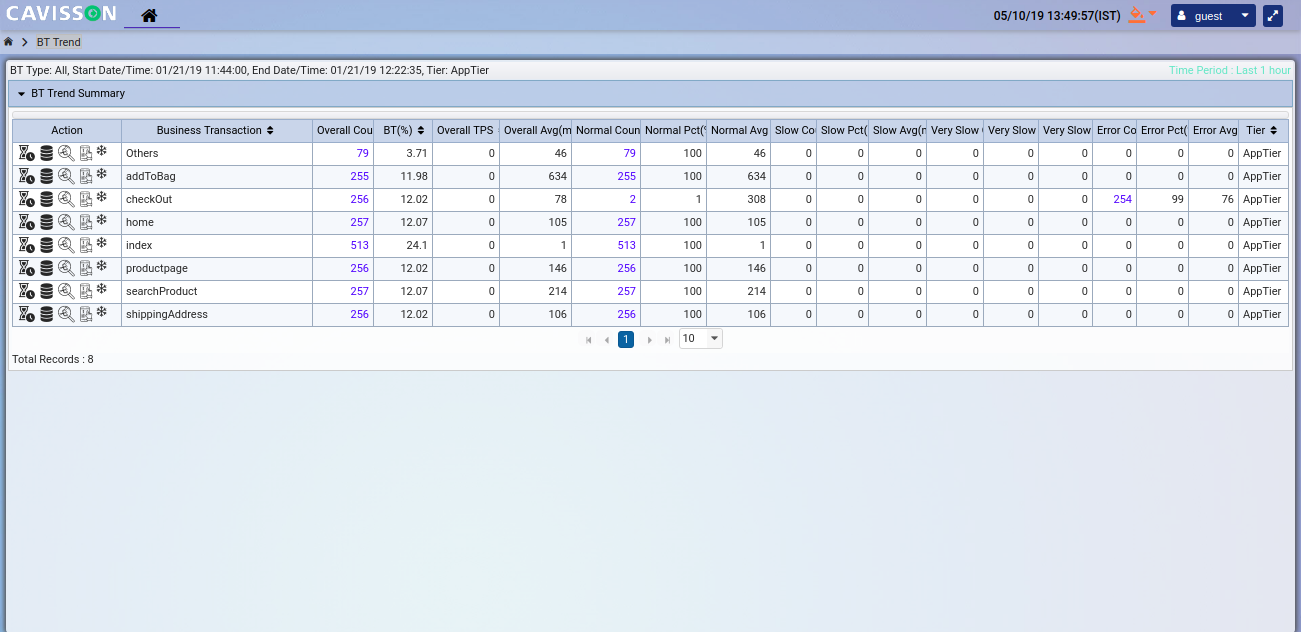 CAVISSON
05/10/19 13:49:57(IST)
guest
BT Trend
BT Type: All, Start Date/Time: 01/21/19 11:44:00, End Date/Time: 01/21/19 12:22:35, Tier: AppTier
Time Period : Last 1 hour
BT Trend Summary
Action Business Transaction Overall Cou BT(%) Overall TPS Overall Avg(m Normal Coun Normal Pct(% Normal Avg Slow Co Slow Pct( Slow Avg(m Very Slow Very Slow Very Slow Error Co Error Pct( Error Avg Tier
Others 79 3.71 0 46 79 100 46 0 0 0 0 0 0 0 0 0 AppTier
addToBag 255 11.98 0 634 255 100 634 0 0 0 0 0 0 0 0 0 AppTier
checkOut 256 12.02 0 78 2 1 308 0 0 0 0 0 0 254 99 76 AppTier
home 257 12.07 0 105 257 100 105 0 0 0 0 0 0 0 0 0 AppTier
index 513 24.1 0 1 513 100 1 0 0 0 0 0 0 0 0 0 AppTier
productpage 256 12.02 0 146 256 100 146 0 0 0 0 0 0 0 0 0 AppTier
searchProduct 257 12.07 0 214 257 100 214 0 0 0 0 0 0 0 0 0 AppTier
shippingAddress 256 12.02 0 106 256 100 106 0 0 0 0 0 0 0 0 0 AppTier
1 10
Total Records : 8